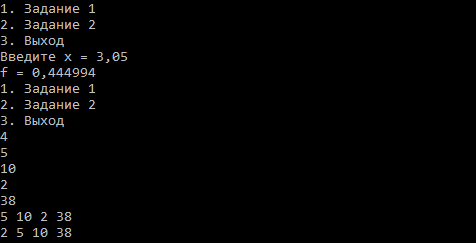 1. Задание 1
2. Задание 2
3. Выход
Введите x = 3,05
f = 0,444994
1. Задание 1
2. Задание 2
3. Выход
4
5
10
2
38
5 10 2 38
2 5 10 38